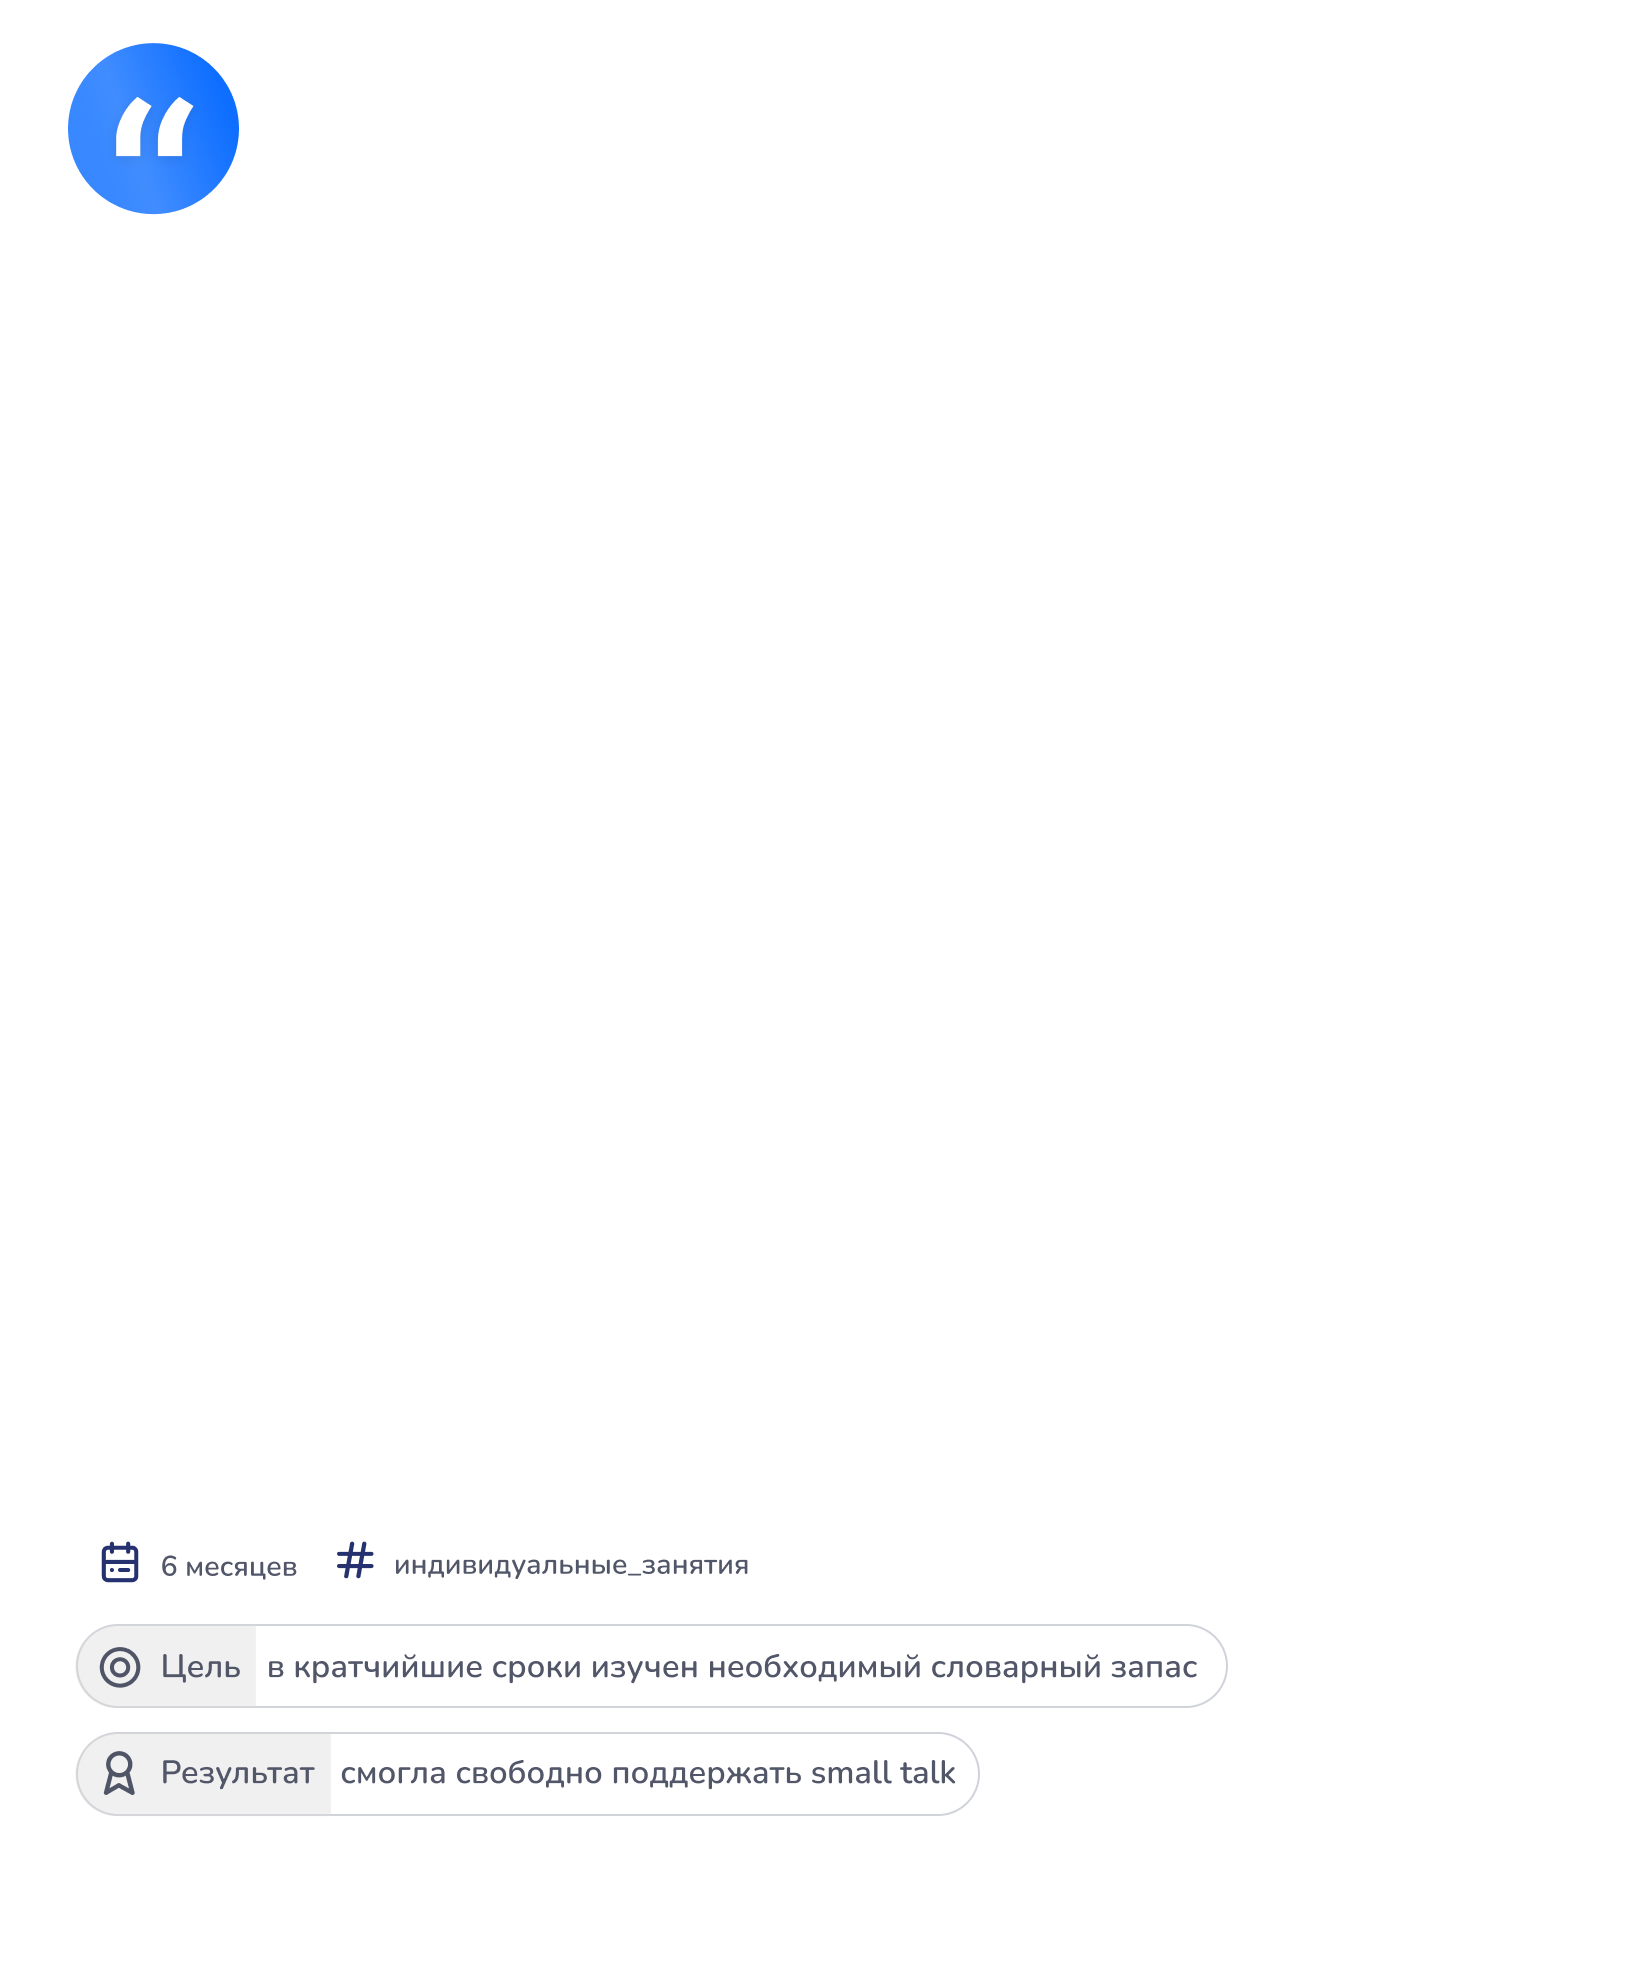 “
6 месяцев # индивидуальные_занятия
Цель в кратчийшие сроки изучен необходимый словарный запас
Результат смогла свободно поддержать small talk